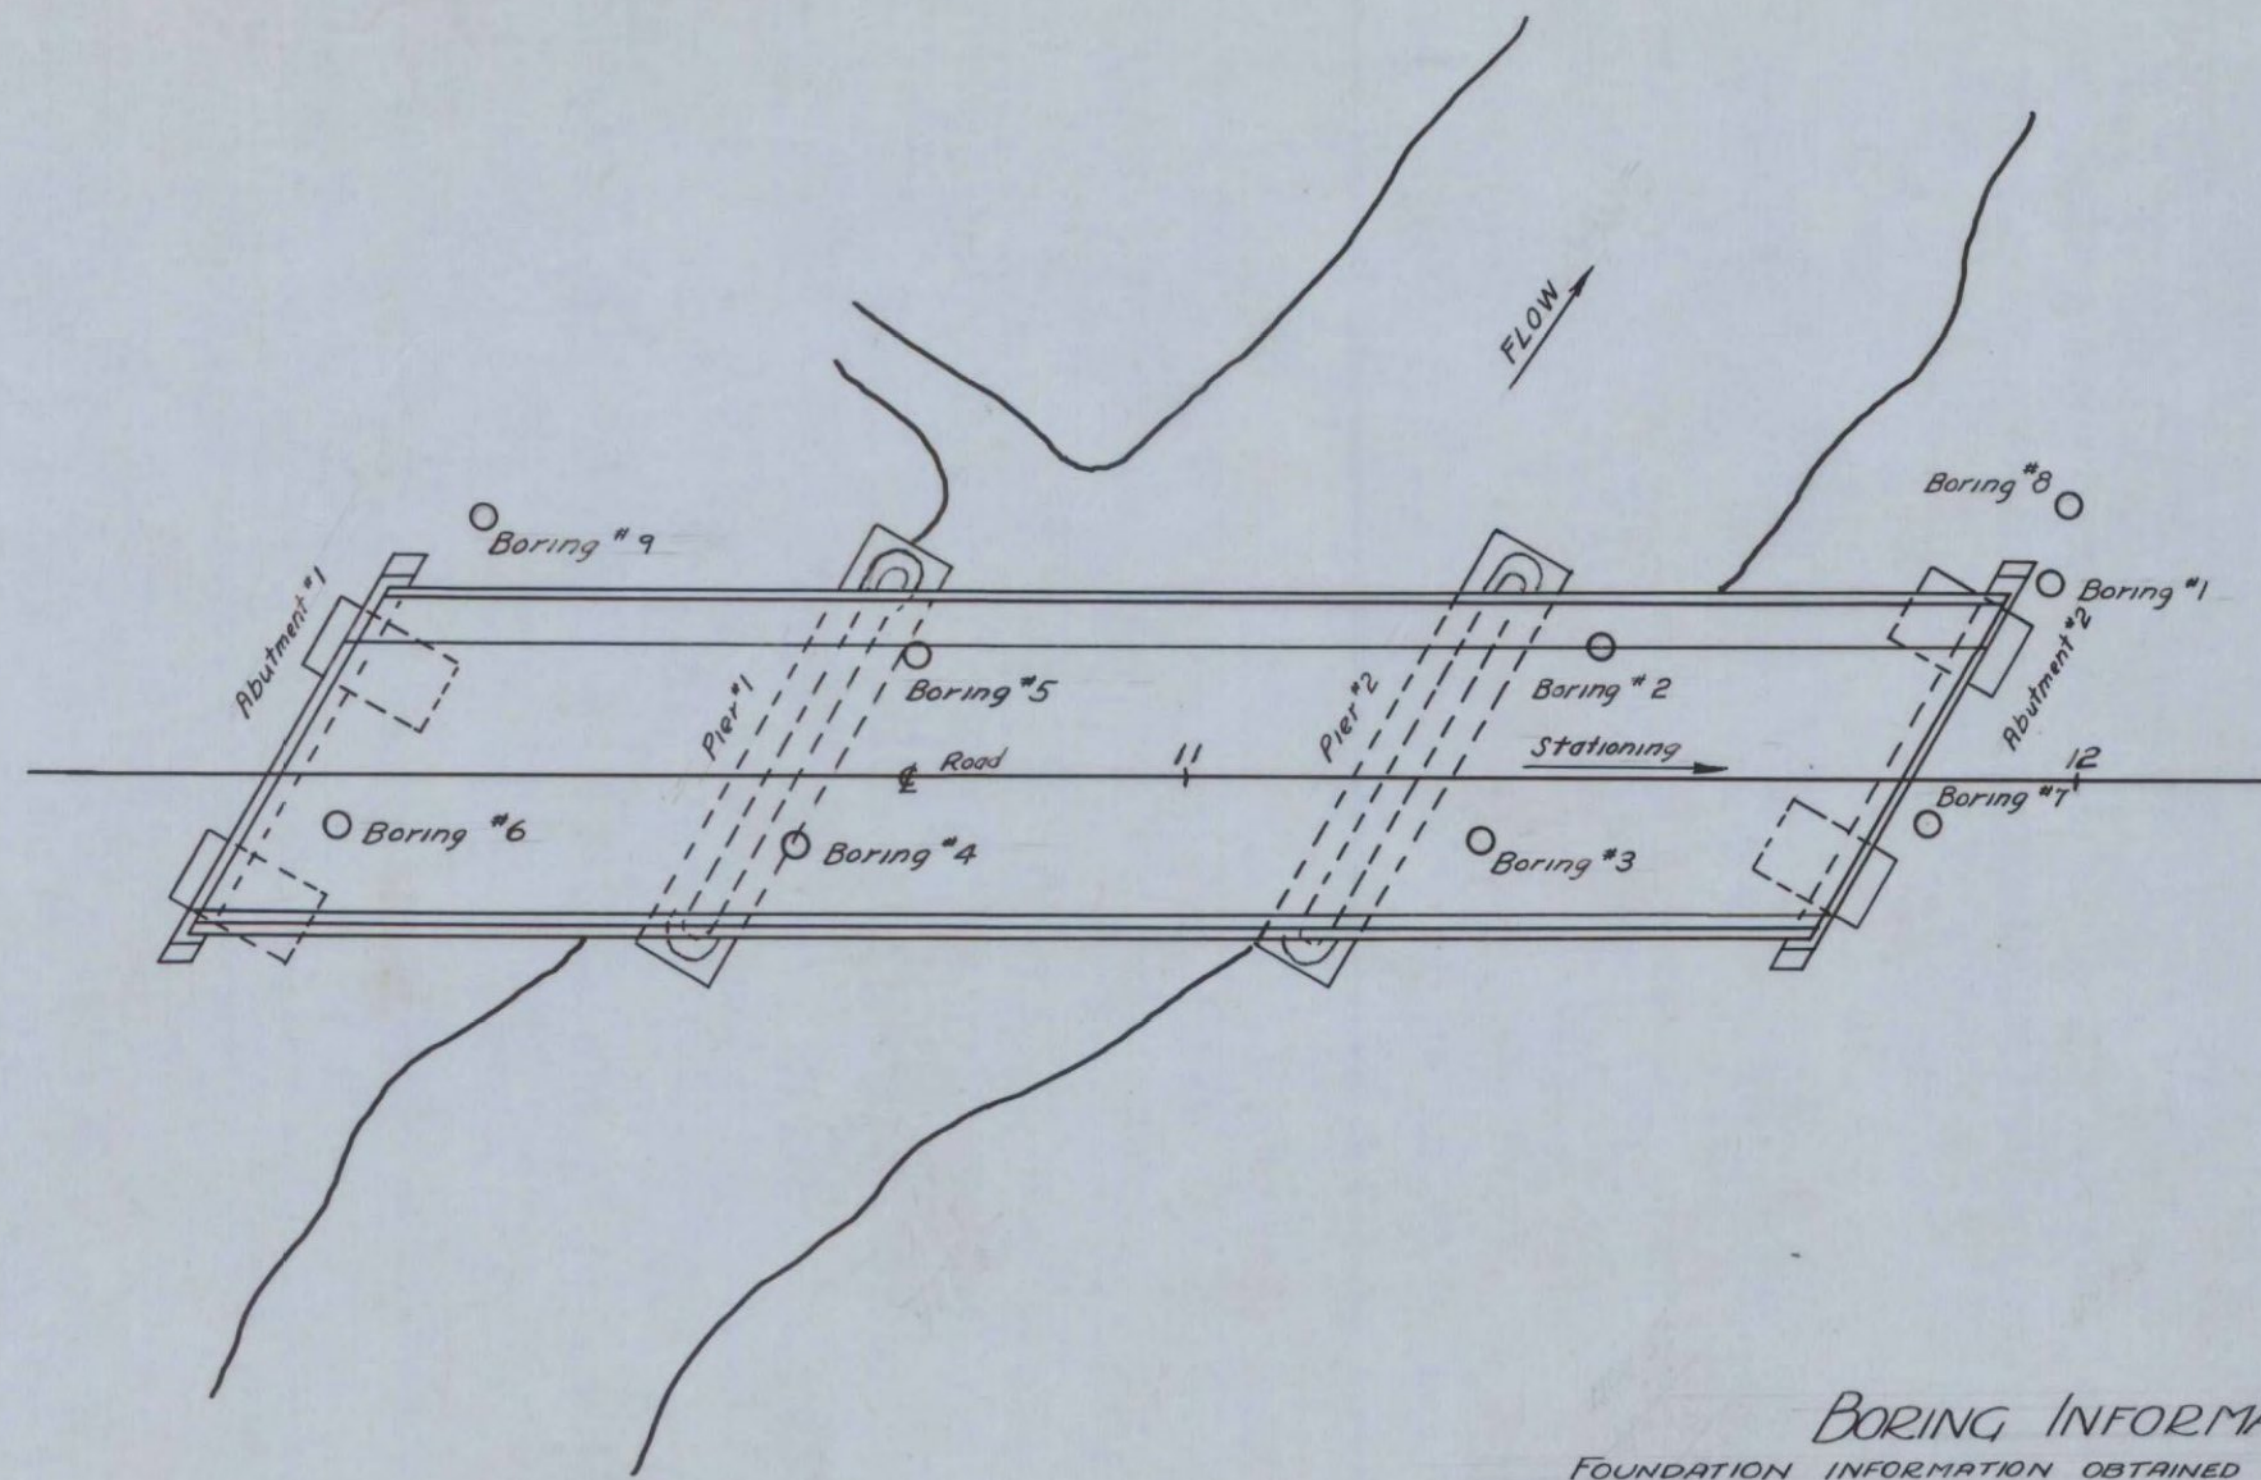 FLOW
Boring #8
Boring #9
Boring #1
Abutment #1
Abutment #2
Boring #5
Boring #2
Pier #1
Pier #2
Stationing
℄ Road
11
12
Boring #7
Boring #6
Boring #4
Boring #3
BORING INFORMA
FOUNDATION INFORMATION OBTAINED